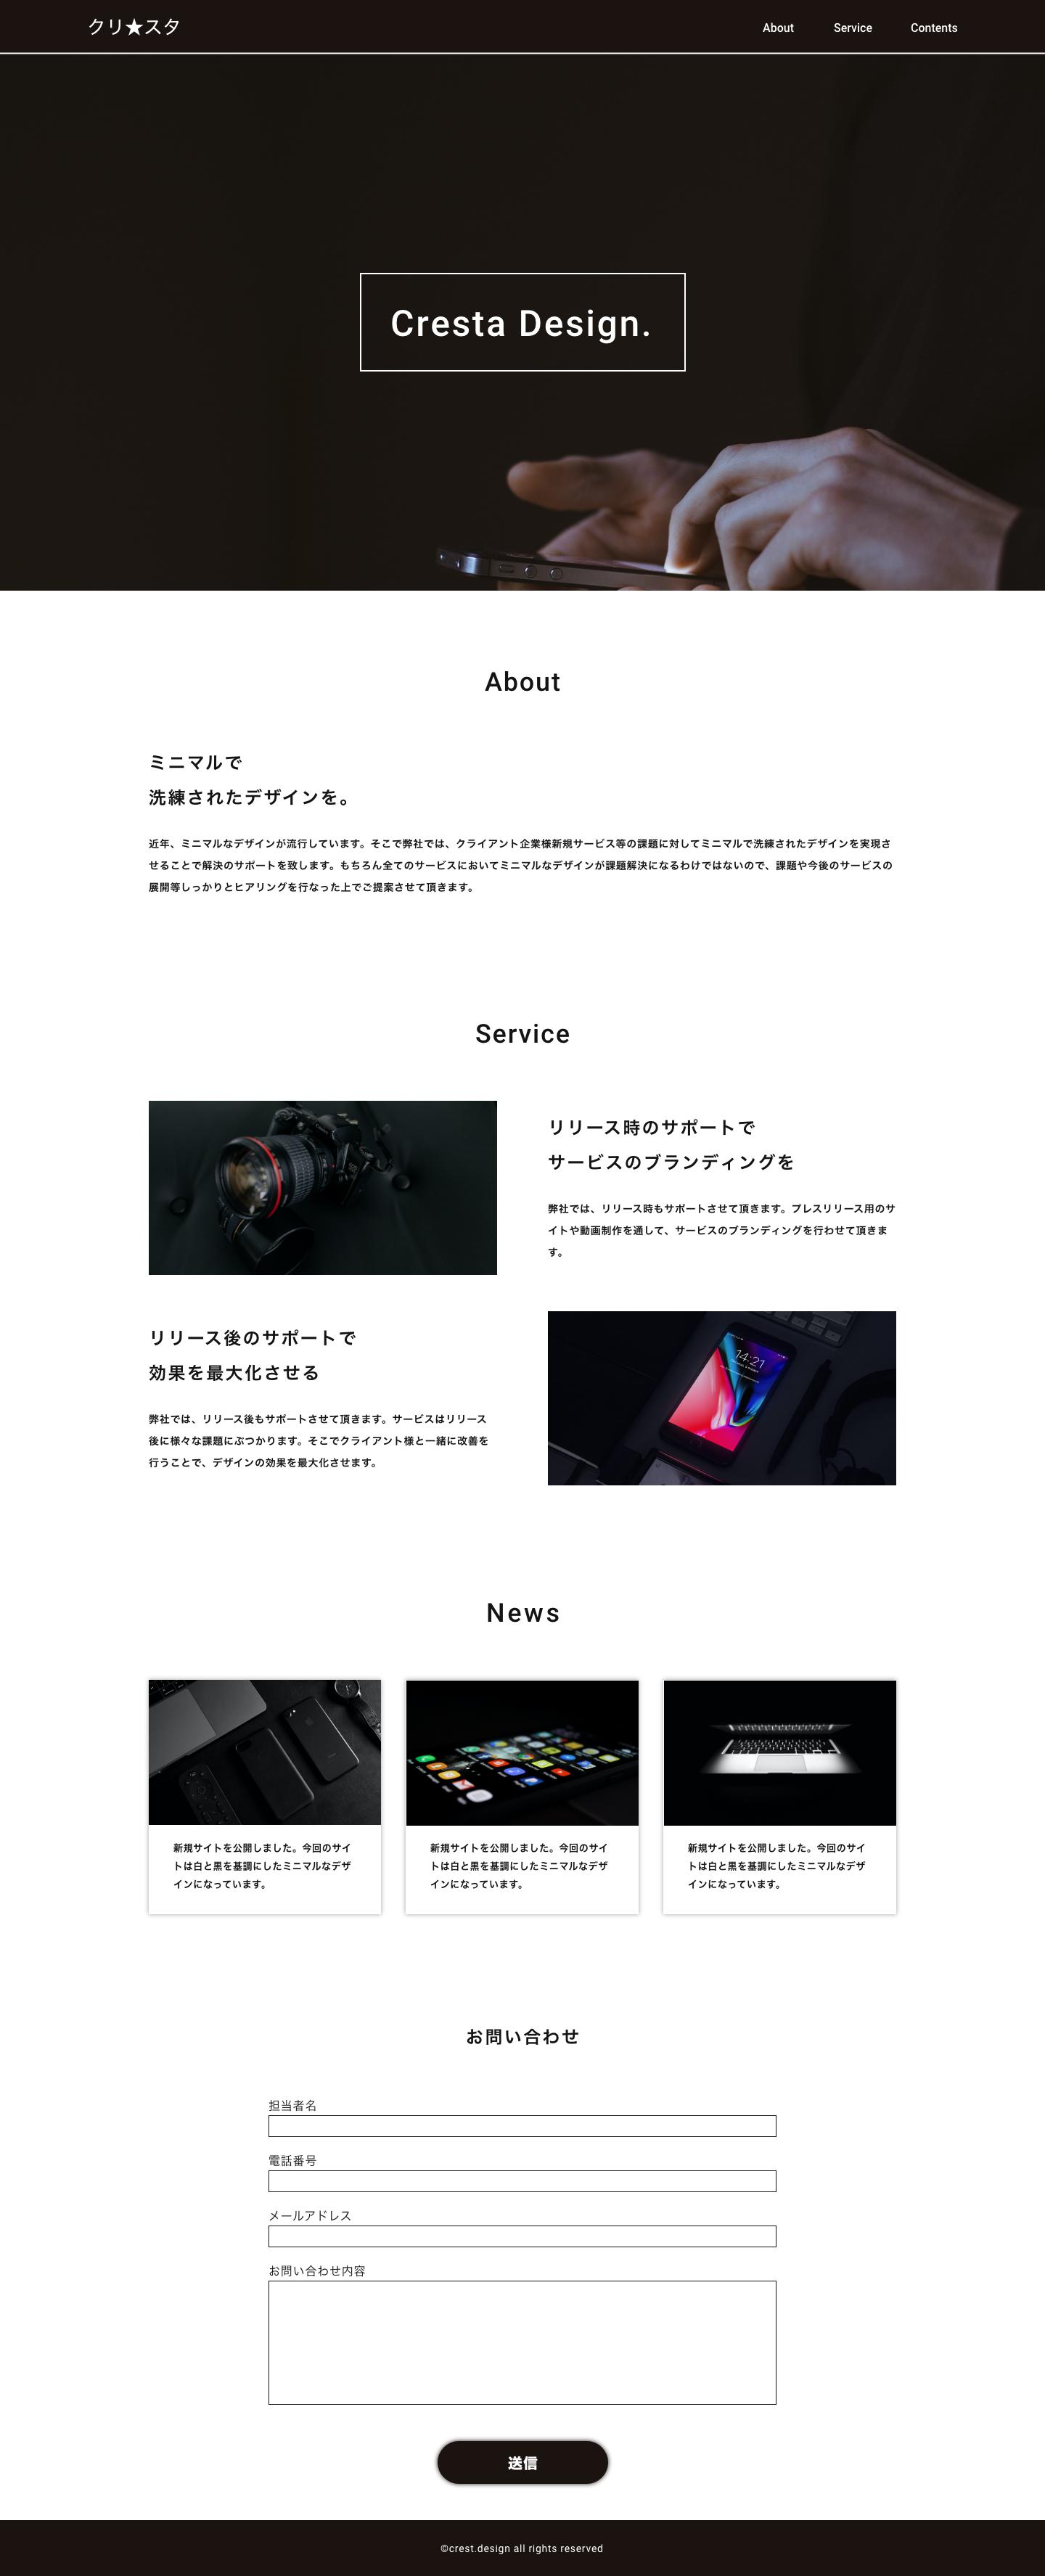 クリ★スタ
About
Service
Contents
Cresta Design.
About
ミニマルで
洗練されたデザインを。
近年、ミニマルなデザインが流行しています。そこで弊社では、クライアント企業様新規サービス等の課題に対してミニマルで洗練されたデザインを実現さ
せることで解決のサポートを致します。もちろん全てのサービスにおいてミニマルなデザインが課題解決になるわけではないので、課題や今後のサービスの
展開等しっかりとヒアリングを行なった上でご提案させて頂きます。
Service
リリース時のサポートで
サービスのブランディングを
弊社では、リリース時もサポートさせて頂きます。プレスリリース用のサ
イトや動画制作を通して、サービスのブランディングを行わせて頂きま
す。
リリース後のサポートで
効果を最大化させる
弊社では、リリース後もサポートさせて頂きます。サービスはリリース
後に様々な課題にぶつかります。そこでクライアント様と一緒に改善を
行うことで、デザインの効果を最大化させます。
14:21
News
新規サイトを公開しました。今回のサイ
トは白と黒を基調にしたミニマルなデザ
インになっています。
新規サイトを公開しました。今回のサイ
トは白と黒を基調にしたミニマルなデザ
インになっています。
新規サイトを公開しました。今回のサイ
トは白と黒を基調にしたミニマルなデザ
インになっています。
お問い合わせ
担当者名
電話番号
メールアドレス
お問い合わせ内容
送信
©crest.design all rights reserved